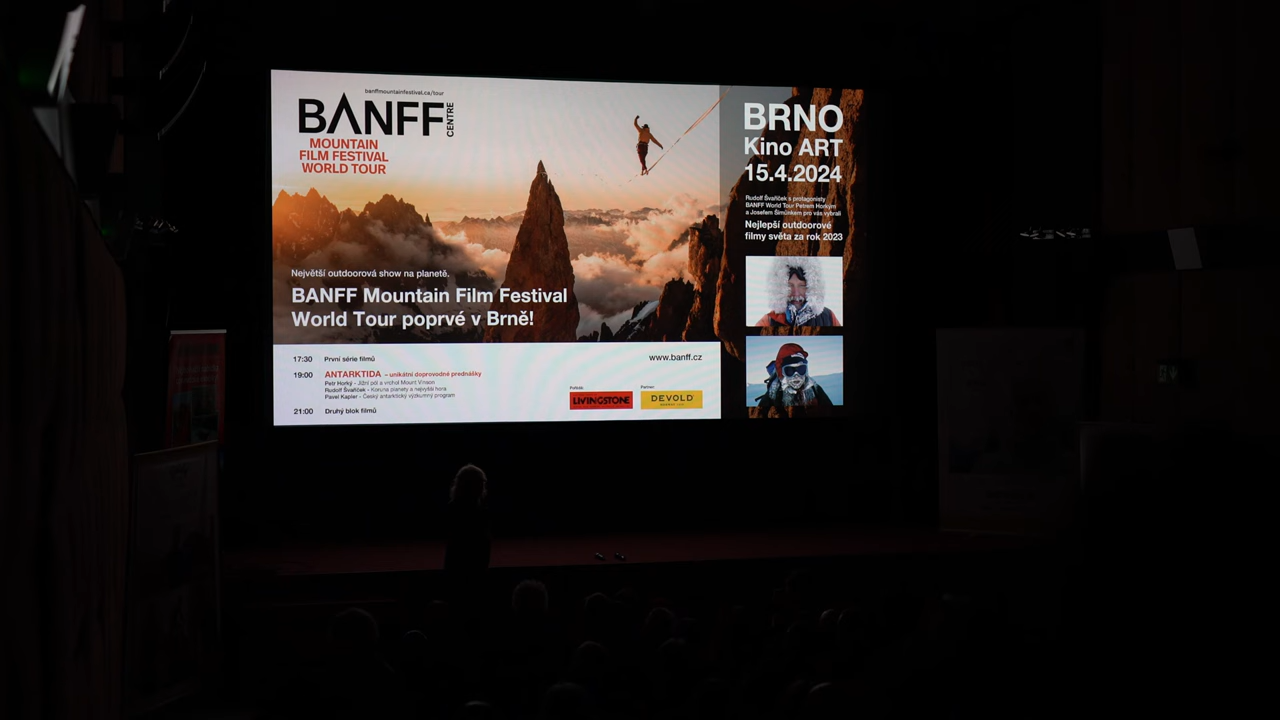 banffmountainfestival.ca/tour
BANFF
CENTRE
MOUNTAIN
FILM FESTIVAL
WORLD TOUR
Největší outdoorová show na planetě.
BANFF Mountain Film Festival
World Tour poprvé v Brně!
17:30 První série filmů
19:00 ANTARKTIDA – unikátní doprovodné prednášky
Petr Horký - Jižní pól a vrchol Mount Vinson
Rudolf Švaříček - Koruna planety a nejvyšší hora
Pavel Kapler - Český antarktický výzkumný program
21:00 Druhý blok filmů
www.banff.cz
Pořádá:
LIVINGSTONE
Partner:
DEVOLD
BRNO
Kino ART
15.4.2024
Rudolf Švaříček s protagonisty
BANFF World Tour Petrem Horkým
a Josefem Šimůnkem pro vás vybrali
Nejlepší outdoorové
filmy světa za rok 2023